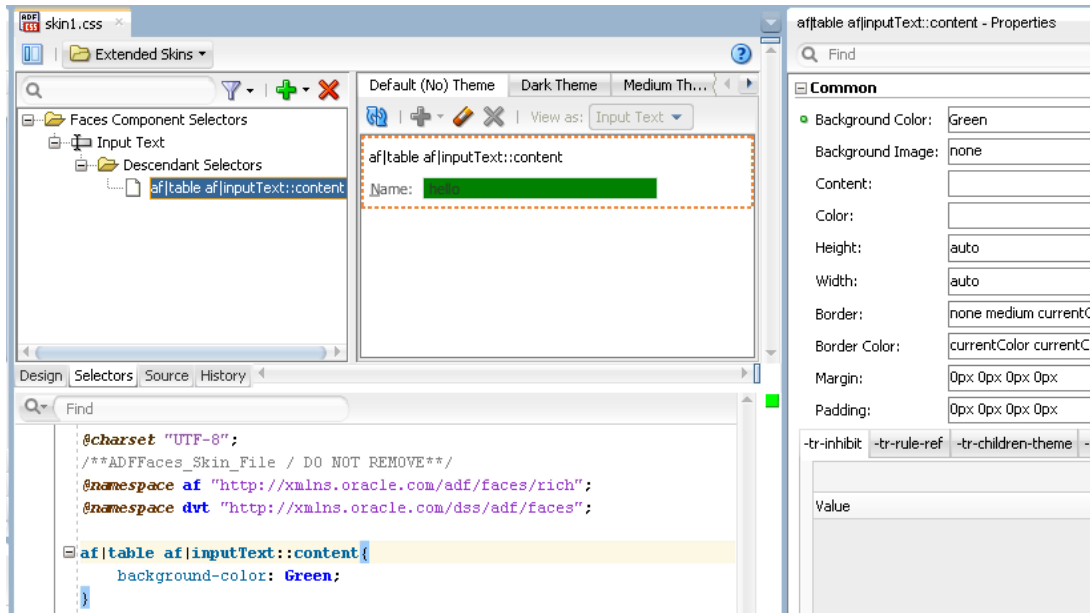 ADF
CSS
skin1.css
af|table af|inputText::content - Properties
Extended Skins
Find
Default (No) Theme
Dark Theme
Medium Th...
Common
Faces Component Selectors
View as:
Input Text
Background Color:
Green
Input Text
Background Image:
none
Descendant Selectors
af|table af|inputText::content
Content:
af|table af|inputText::content
Name:
hello
Color:
Height:
auto
Width:
auto
Border:
none medium currentC
Border Color:
currentColor currentC
Design
Selectors
Source
History
Margin:
0px 0px 0px 0px
Find
Padding:
0px 0px 0px 0px
@charset "UTF-8";
-tr-inhibit
-tr-rule-ref
-tr-children-theme
/**ADFFaces_Skin_File / DO NOT REMOVE**/
@namespace af "http://xmlns.oracle.com/adf/faces/rich";
@namespace dvt "http://xmlns.oracle.com/dss/adf/faces";
Value
af|table af|inputText::content{
background-color: Green;
}